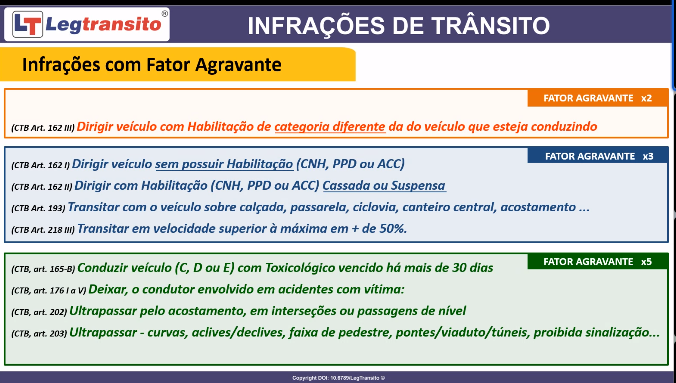 LT Legtransito®
INFRAÇÕES DE TRÂNSITO
Infrações com Fator Agravante
FATOR AGRAVANTE x2
(CTB Art. 162 III) Dirigir veículo com Habilitação de categoria diferente da do veículo que esteja conduzindo
FATOR AGRAVANTE x3
(CTB Art. 162 I) Dirigir veículo sem possuir Habilitação (CNH, PPD ou ACC)
(CTB Art. 162 II) Dirigir com Habilitação (CNH, PPD ou ACC) Cassada ou Suspensa
(CTB Art. 193) Transitar com o veículo sobre calçada, passarela, ciclovia, canteiro central, acostamento ...
(CTB Art. 218 III) Transitar em velocidade superior à máxima em + de 50%.
FATOR AGRAVANTE x5
(CTB, art. 165-B) Conduzir veículo (C, D ou E) com Toxicológico vencido há mais de 30 dias
(CTB, art. 176 I a V) Deixar, o condutor envolvido em acidentes com vítima:
(CTB, art. 202) Ultrapassar pelo acostamento, em interseções ou passagens de nível
(CTB, art. 203) Ultrapassar - curvas, aclives/declives, faixa de pedestre, pontes/viaduto/túneis, proibida sinalização...
Copyright DOI: 10.6789/LegTransito ©